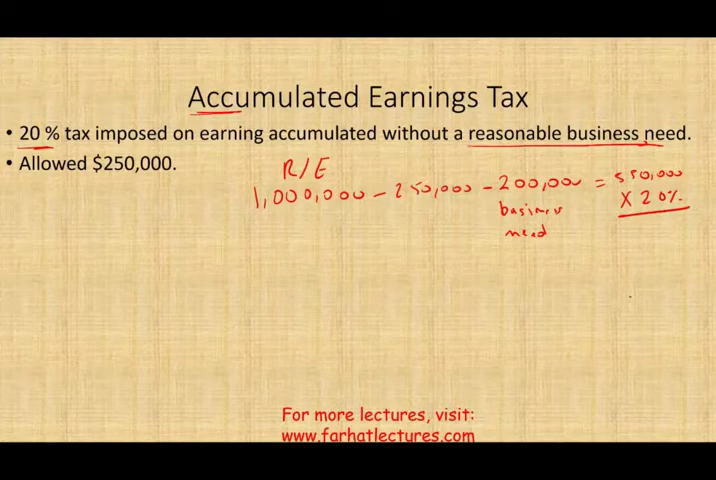 Accumulated Earnings Tax
• 20 % tax imposed on earning accumulated without a reasonable business need.
• Allowed $250,000.
R/E
1,000,000 - 250,000 - 200,000 = 550,000
business X 20%
need
For more lectures, visit:
www.farhatlectures.com